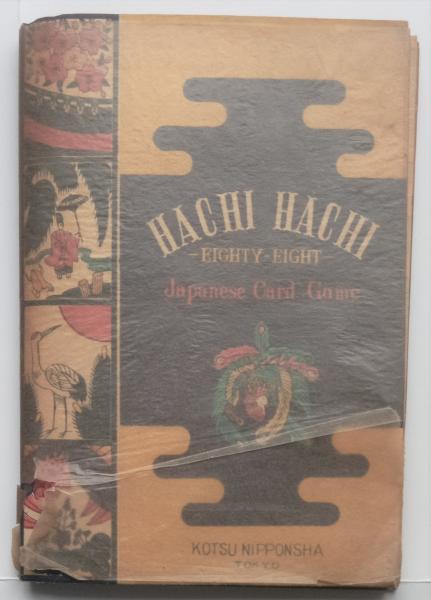 HACHI HACHI
-EIGHTY-EIGHT-
Japanese Card Game
KOTSU NIPPONSHA
TOKYO